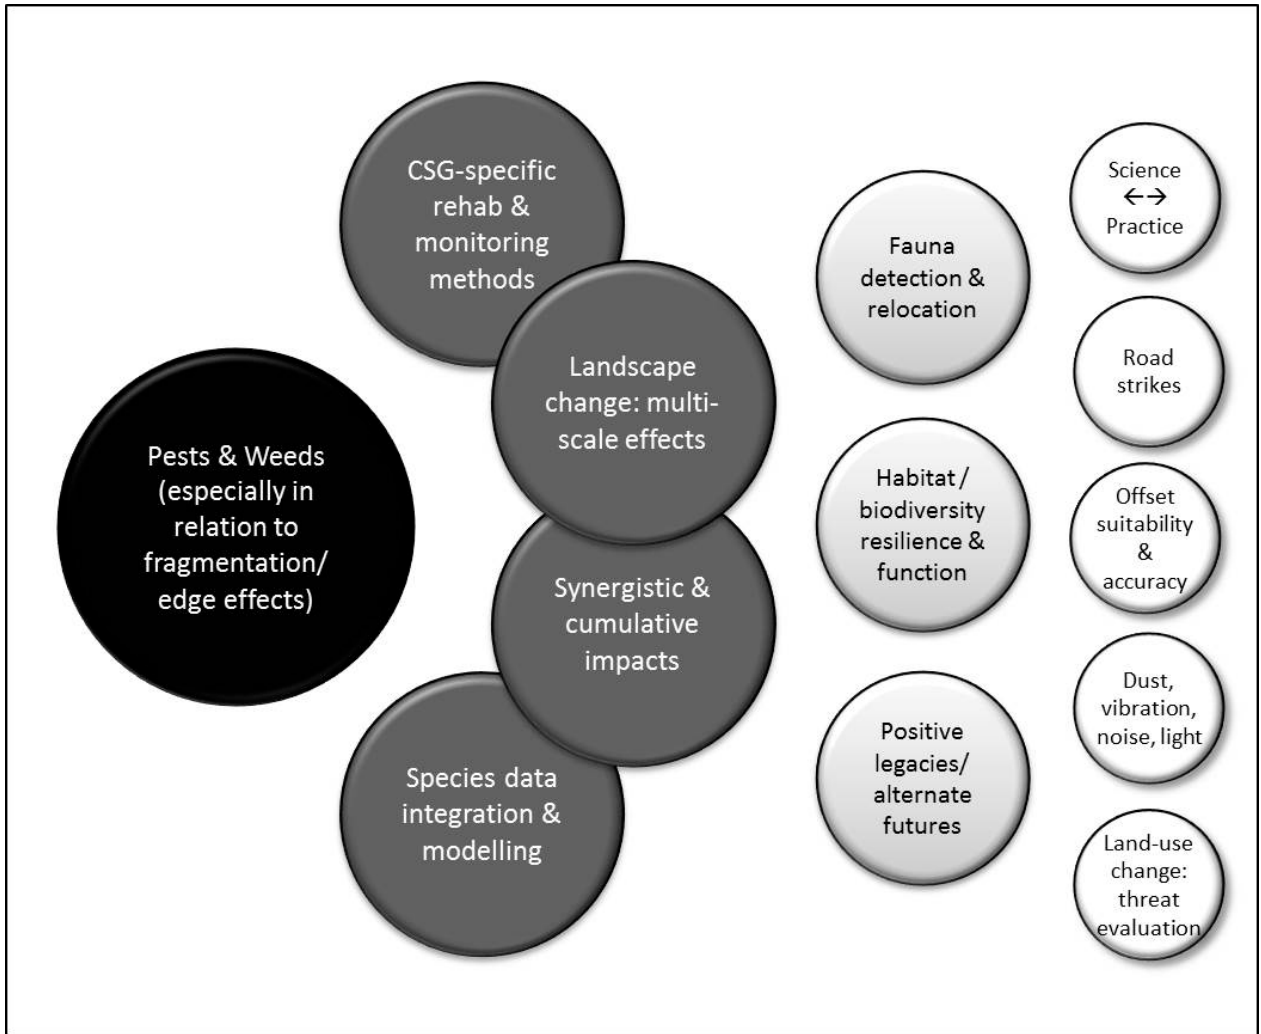 Pests & Weeds
(especially in
relation to
fragmentation/
edge effects)
CSG-specific
rehab &
monitoring
methods
Landscape
change: multi-
scale effects
Synergistic &
cumulative
impacts
Species data
integration &
modelling
Fauna
detection &
relocation
Habitat /
biodiversity
resilience &
function
Positive
legacies/
alternate
futures
Science
←→
Practice
Road
strikes
Offset
suitability
&
accuracy
Dust,
vibration,
noise, light
Land-use
change:
threat
evaluation